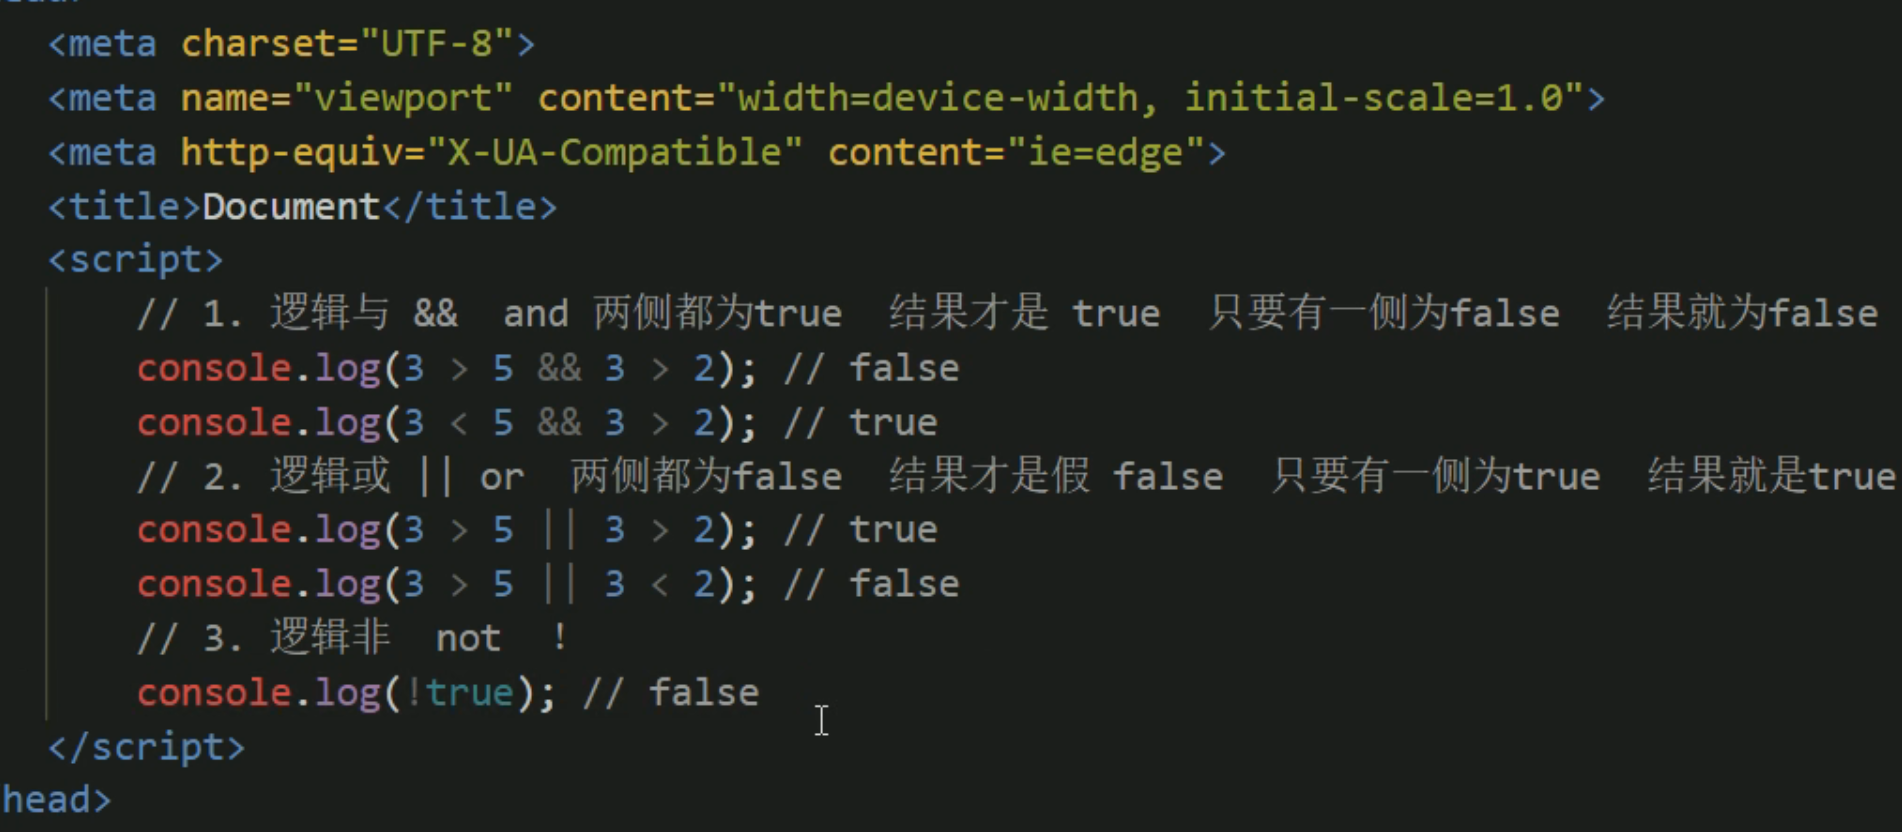 <meta charset="UTF-8">
<meta name="viewport" content="width=device-width, initial-scale=1.0">
<meta http-equiv="X-UA-Compatible" content="ie=edge">
<title>Document</title>
<script>
// 1. 逻辑与 && and 两侧都为true 结果才是 true 只要有一侧为false 结果就为false
console.log(3 > 5 && 3 > 2); // false
console.log(3 < 5 && 3 > 2); // true
// 2. 逻辑或 || or 两侧都为false 结果才是假 false 只要有一侧为true 结果就是true
console.log(3 > 5 || 3 > 2); // true
console.log(3 > 5 || 3 < 2); // false
// 3. 逻辑非 not !
console.log(!true); // false
</script>
head>